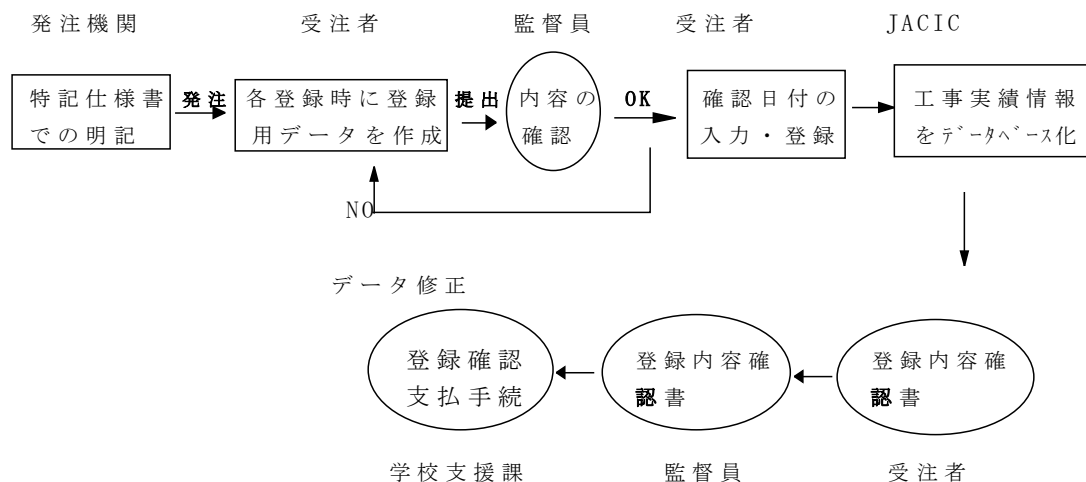 発注機関 受注者 監督員 受注者 JACIC
特記仕様書
での明記
発注
各登録時に登録
用データを作成
提出
内容の
確認
OK
確認日付の
入力・登録
工事実績情報
をﾃﾞｰﾀﾍﾞｰｽ化
NO
データ修正
登録確認
支払手続
登録内容確
認書
登録内容確
認書
学校支援課 監督員 受注者